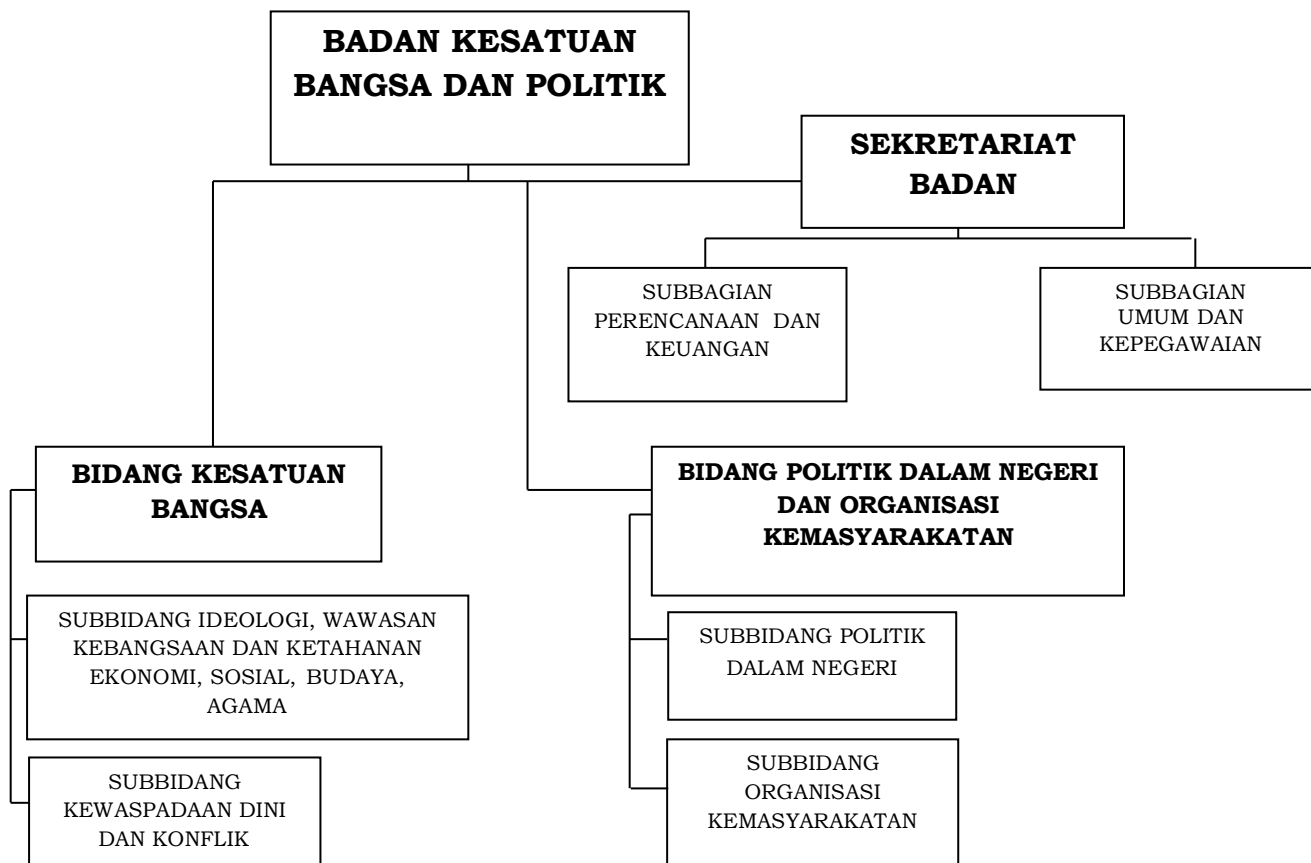 BADAN KESATUAN
BANGSA DAN POLITIK
SEKRETARIAT
BADAN
SUBBAGIAN
PERENCANAAN DAN
KEUANGAN
SUBBAGIAN
UMUM DAN
KEPEGAWAIAN
BIDANG KESATUAN
BANGSA
SUBBIDANG IDEOLOGI, WAWASAN
KEBANGSAAN DAN KETAHANAN
EKONOMI, SOSIAL, BUDAYA,
AGAMA
SUBBIDANG
KEWASPADAAN DINI
DAN KONFLIK
BIDANG POLITIK DALAM NEGERI
DAN ORGANISASI
KEMASYARAKATAN
SUBBIDANG POLITIK
DALAM NEGERI
SUBBIDANG
ORGANISASI
KEMASYARAKATAN